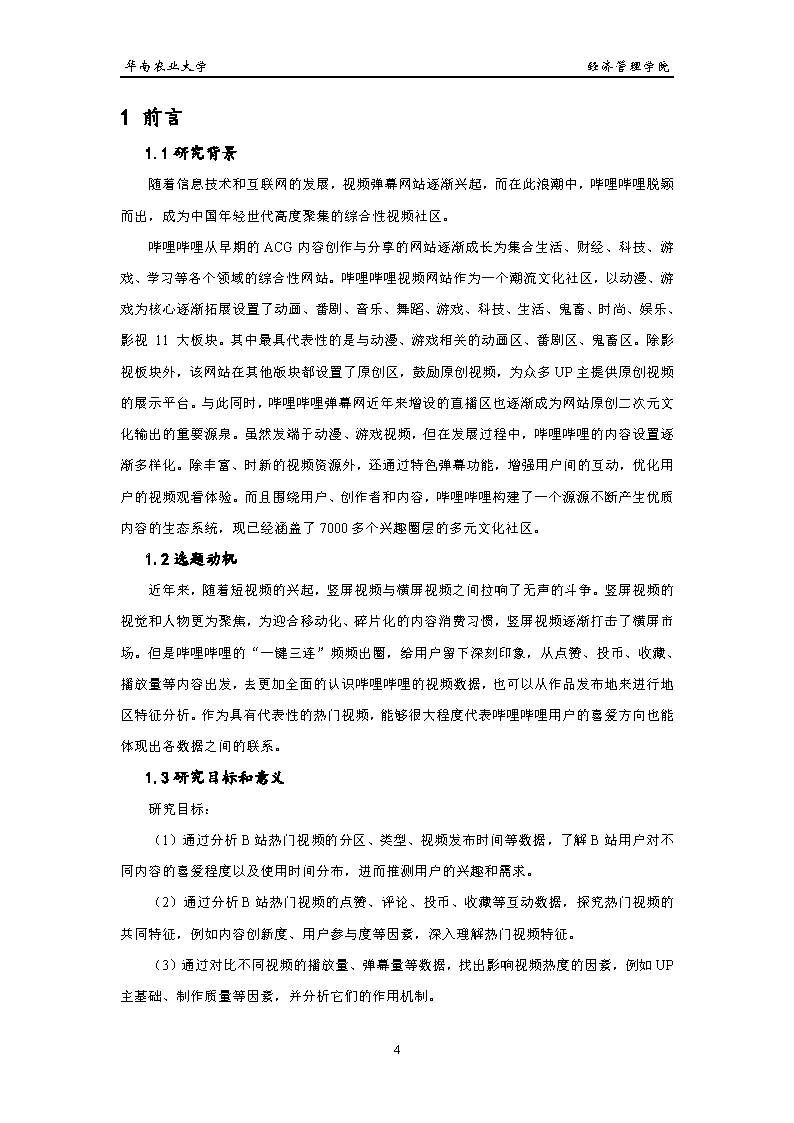 华南农业大学 经济管理学院
1 前言
1.1 研究背景
随着信息技术和互联网的发展，视频弹幕网站逐渐兴起，而在此浪潮中，哔哩哔哩脱颖
而出，成为中国年轻世代高度聚集的综合性视频社区。
哔哩哔哩从早期的 ACG 内容创作与分享的网站逐渐成长为集合生活、财经、科技、游
戏、学习等各个领域的综合性网站。哔哩哔哩视频网站作为一个潮流文化社区，以动漫、游
戏为核心逐渐拓展设置了动画、番剧、音乐、舞蹈、游戏、科技、生活、鬼畜、时尚、娱乐、
影视 11 大板块。其中最具代表性的是与动漫、游戏相关的动画区、番剧区、鬼畜区。除影
视板块外，该网站在其他版块都设置了原创区，鼓励原创视频，为众多 UP 主提供原创视频
的展示平台。与此同时，哔哩哔哩弹幕网近年来增设的直播区也逐渐成为网站原创二次元文
化输出的重要源泉。虽然发端于动漫、游戏视频，但在发展过程中，哔哩哔哩的内容设置逐
渐多样化。除丰富、时新的视频资源外，还通过特色弹幕功能，增强用户间的互动，优化用
户的视频观看体验。而且围绕用户、创作者和内容，哔哩哔哩构建了一个源源不断产生优质
内容的生态系统，现已经涵盖了 7000 多个兴趣圈层的多元文化社区。
1.2 选题动机
近年来，随着短视频的兴起，竖屏视频与横屏视频之间拉响了无声的斗争。竖屏视频的
视觉和人物更为聚焦，为迎合移动化、碎片化的内容消费习惯，竖屏视频逐渐打击了横屏市
场。但是哔哩哔哩的“一键三连”频频出圈，给用户留下深刻印象，从点赞、投币、收藏、
播放量等内容出发，去更加全面的认识哔哩哔哩的视频数据，也可以从作品发布地来进行地
区特征分析。作为具有代表性的热门视频，能够很大程度代表哔哩哔哩用户的喜爱方向也能
体现出各数据之间的联系。
1.3 研究目标和意义
研究目标：
（1）通过分析 B 站热门视频的分区、类型、视频发布时间等数据，了解 B 站用户对不
同内容的喜爱程度以及使用时间分布，进而推测用户的兴趣和需求。
（2）通过分析 B 站热门视频的点赞、评论、投币、收藏等互动数据，探究热门视频的
共同特征，例如内容创新度、用户参与度等因素，深入理解热门视频特征。
（3）通过对比不同视频的播放量、弹幕量等数据，找出影响视频热度的因素，例如 UP
主基础、制作质量等因素，并分析它们的作用机制。
4